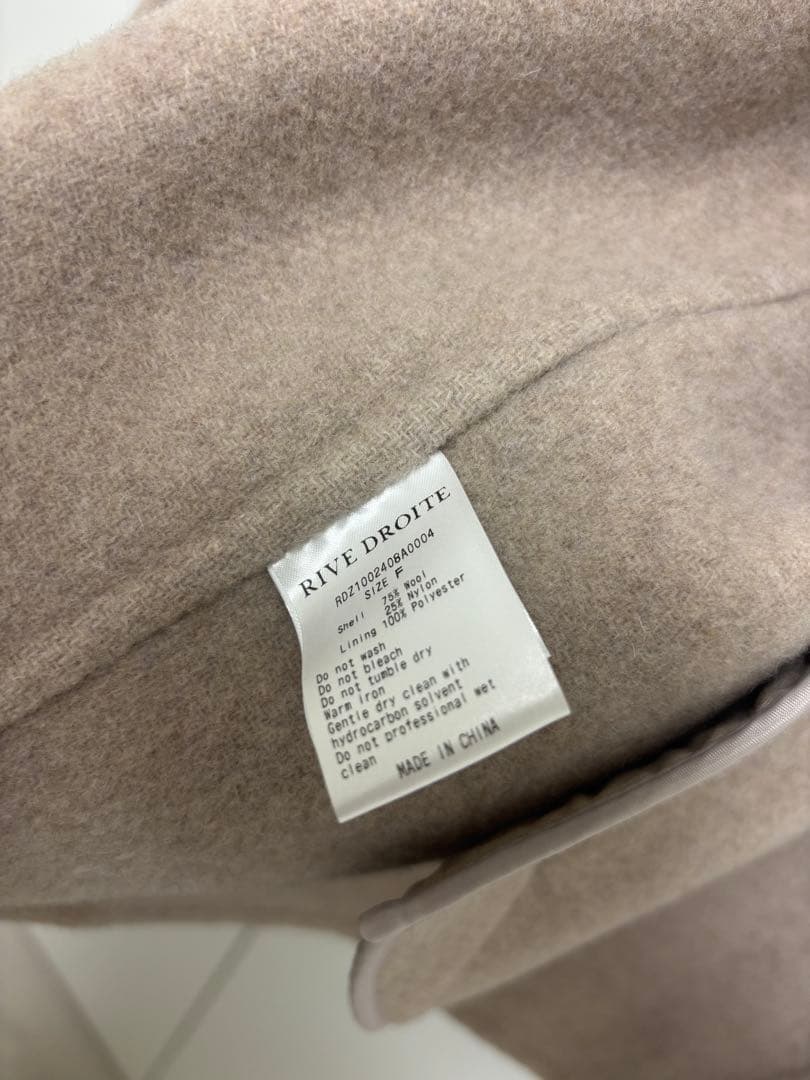 RIVE DROITE
RDZ1002408A0004
SIZE F
Shell 75% Wool
25% Nylon
Lining 100% Polyester
Do not wash
Do not bleach
Do not tumble dry
Warm iron
Gentle dry clean with
hydrocarbon solvent
Do not professional wet
clean
MADE IN CHINA